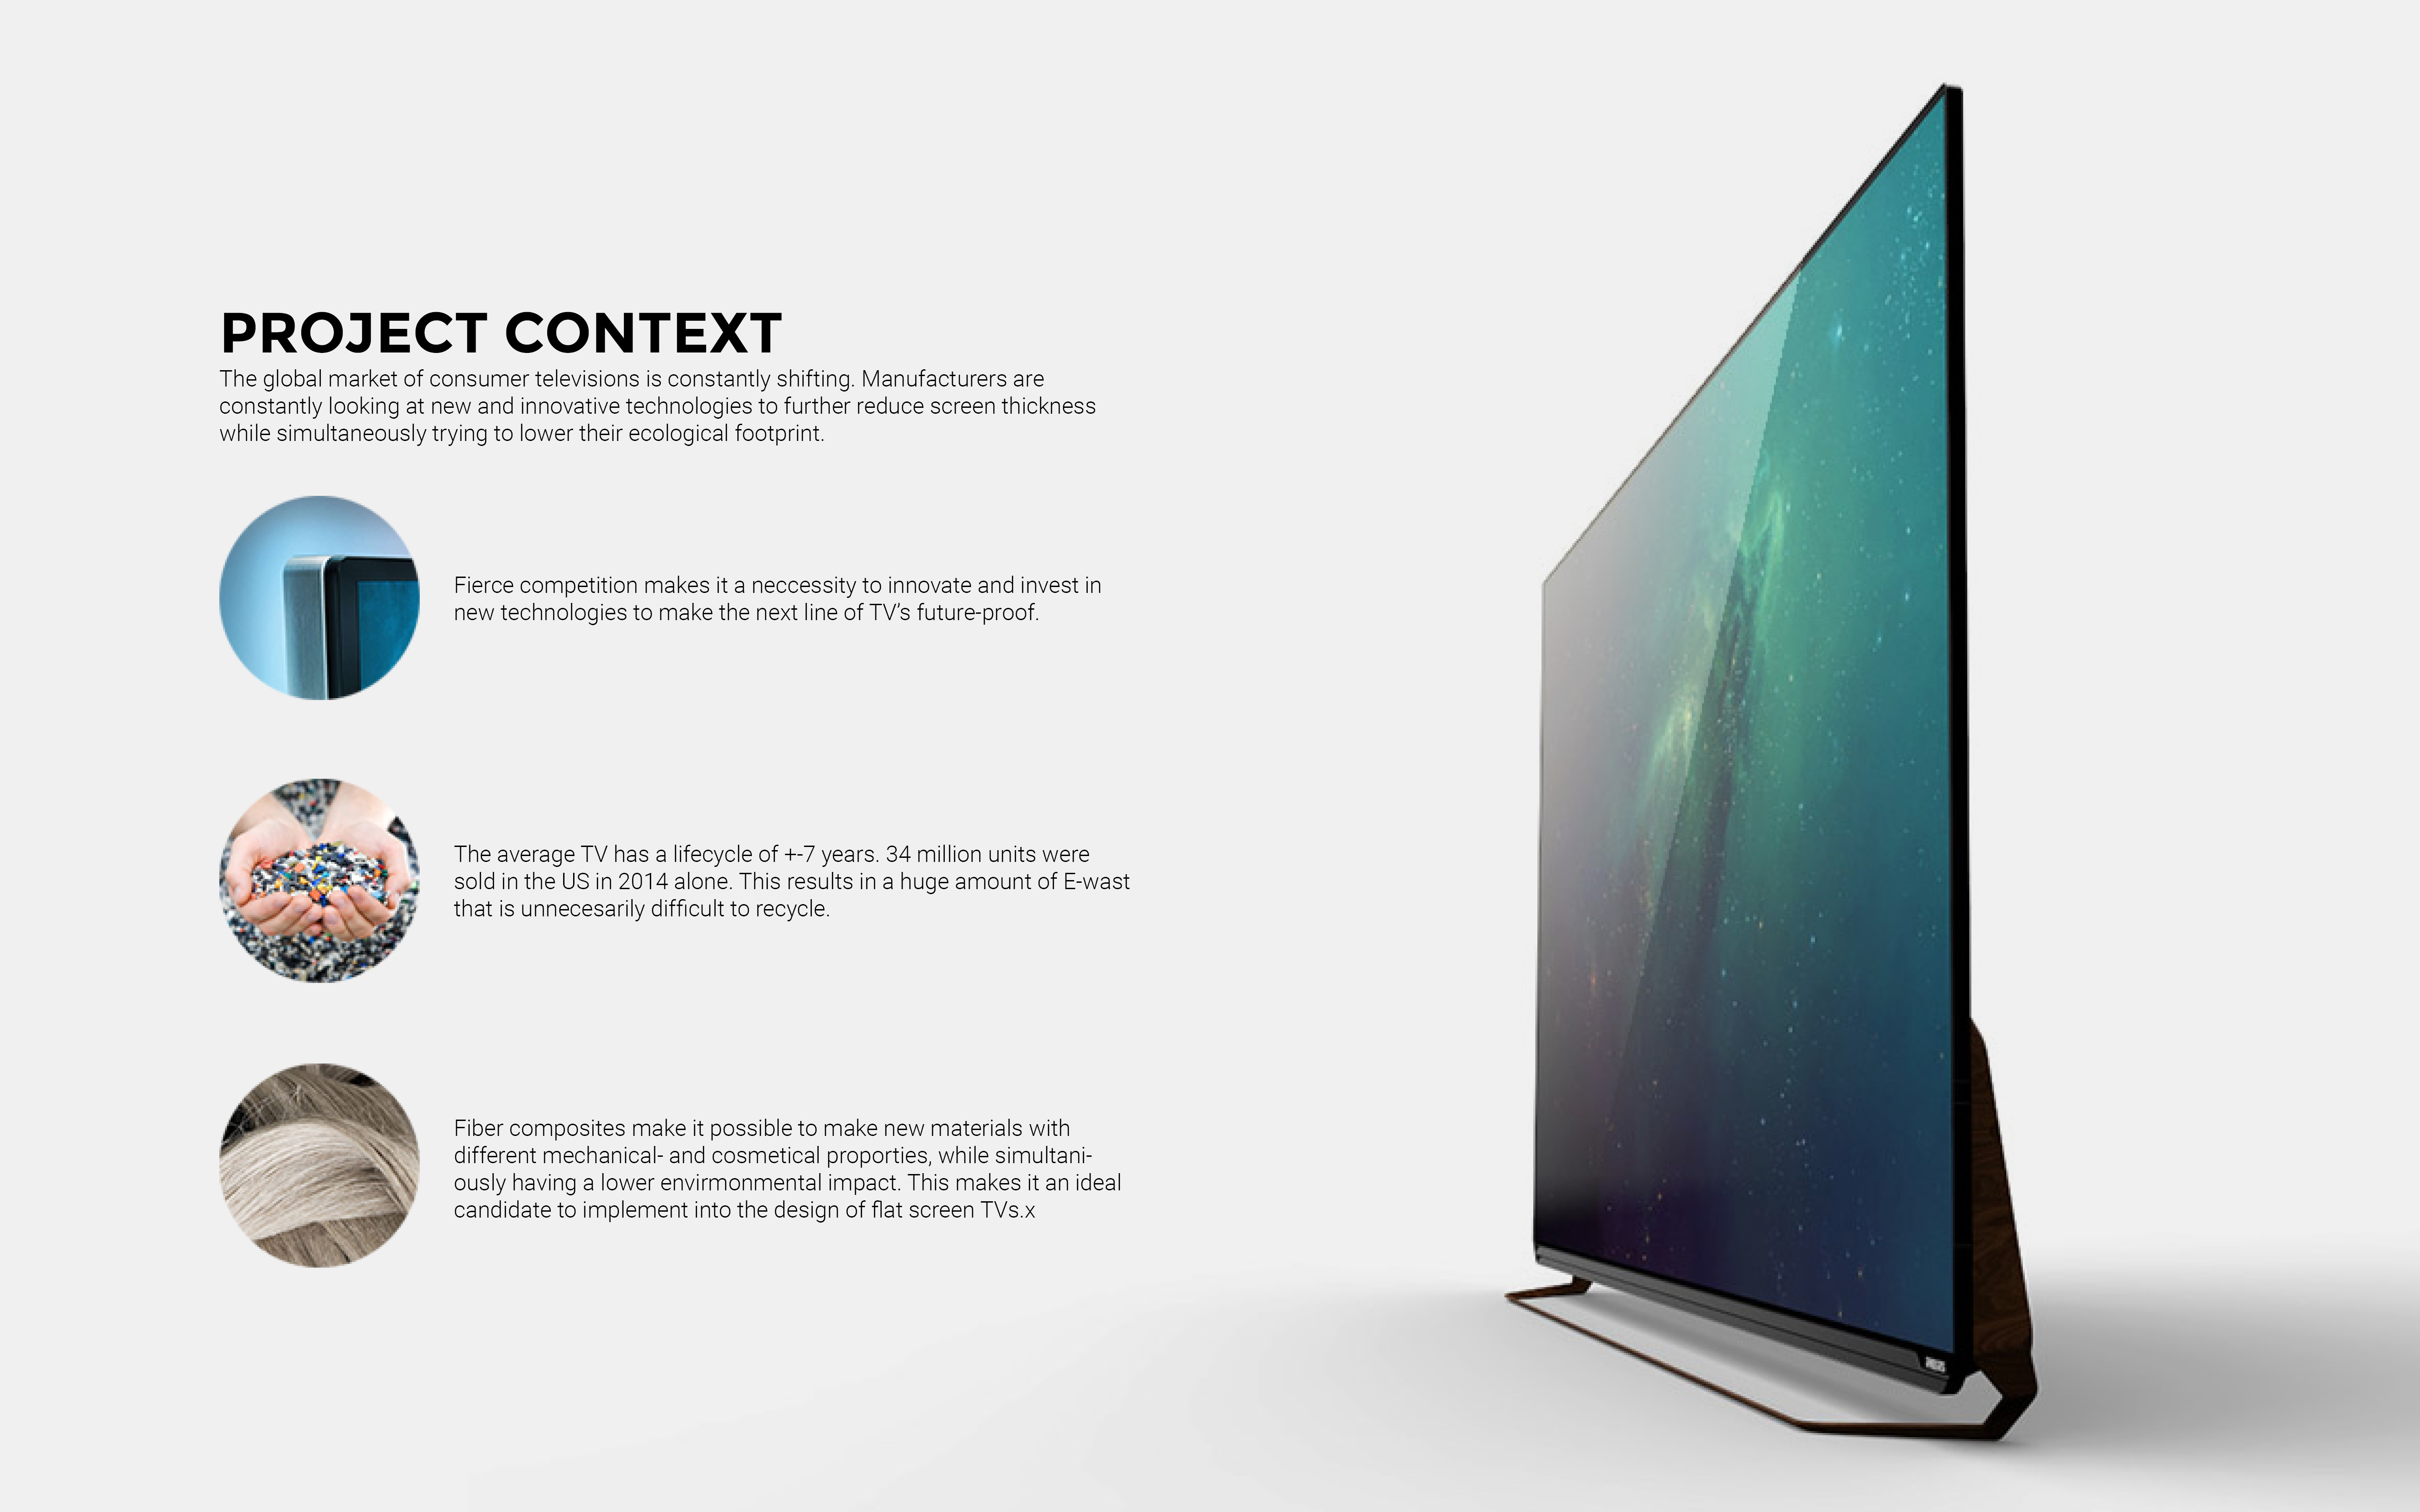 PROJECT CONTEXT
The global market of consumer televisions is constantly shifting. Manufacturers are
constantly looking at new and innovative technologies to further reduce screen thickness
while simultaneously trying to lower their ecological footprint.
Fierce competition makes it a neccessity to innovate and invest in
new technologies to make the next line of TV’s future-proof.
The average TV has a lifecycle of +-7 years. 34 million units were
sold in the US in 2014 alone. This results in a huge amount of E-wast
that is unnecesarily difficult to recycle.
Fiber composites make it possible to make new materials with
different mechanical- and cosmetical proporties, while simultani-
ously having a lower envirmonmental impact. This makes it an ideal
candidate to implement into the design of flat screen TVs.x